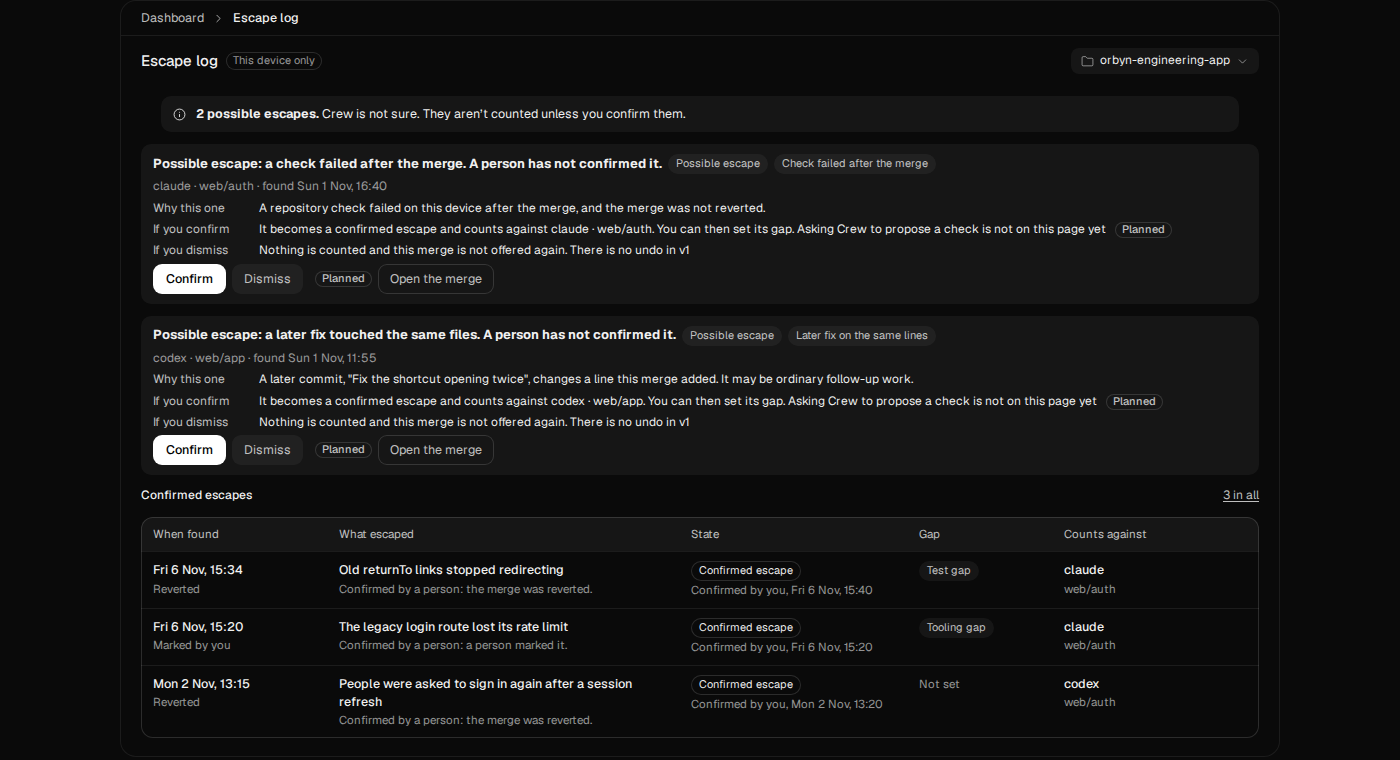 Dashboard > Escape log
Escape log This device only orbyn-engineering-app
2 possible escapes. Crew is not sure. They aren't counted unless you confirm them.
Possible escape: a check failed after the merge. A person has not confirmed it. Possible escape Check failed after the merge
claude · web/auth · found Sun 1 Nov, 16:40
Why this one A repository check failed on this device after the merge, and the merge was not reverted.
If you confirm It becomes a confirmed escape and counts against claude · web/auth. You can then set its gap. Asking Crew to propose a check is not on this page yet Planned
If you dismiss Nothing is counted and this merge is not offered again. There is no undo in v1
Confirm Dismiss Planned Open the merge
Possible escape: a later fix touched the same files. A person has not confirmed it. Possible escape Later fix on the same lines
codex · web/app · found Sun 1 Nov, 11:55
Why this one A later commit, "Fix the shortcut opening twice", changes a line this merge added. It may be ordinary follow-up work.
If you confirm It becomes a confirmed escape and counts against codex · web/app. You can then set its gap. Asking Crew to propose a check is not on this page yet Planned
If you dismiss Nothing is counted and this merge is not offered again. There is no undo in v1
Confirm Dismiss Planned Open the merge
Confirmed escapes 3 in all
When found What escaped State Gap Counts against
Fri 6 Nov, 15:34 Old returnTo links stopped redirecting Confirmed escape Test gap claude
Reverted Confirmed by a person: the merge was reverted. Confirmed by you, Fri 6 Nov, 15:40 web/auth
Fri 6 Nov, 15:20 The legacy login route lost its rate limit Confirmed escape Tooling gap claude
Marked by you Confirmed by a person: a person marked it. Confirmed by you, Fri 6 Nov, 15:20 web/auth
Mon 2 Nov, 13:15 People were asked to sign in again after a session Confirmed escape Not set codex
Reverted refresh Confirmed by you, Mon 2 Nov, 13:20 web/auth
Confirmed by a person: the merge was reverted.